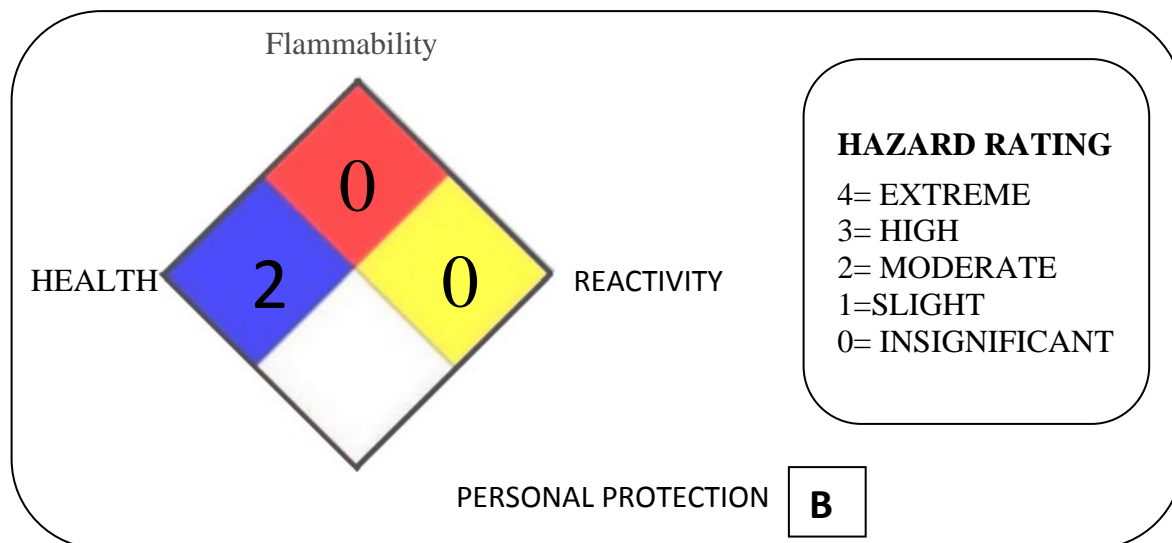 Flammability
0
HEALTH
2
0
REACTIVITY
HAZARD RATING
4= EXTREME
3= HIGH
2= MODERATE
1=SLIGHT
0= INSIGNIFICANT
PERSONAL PROTECTION B